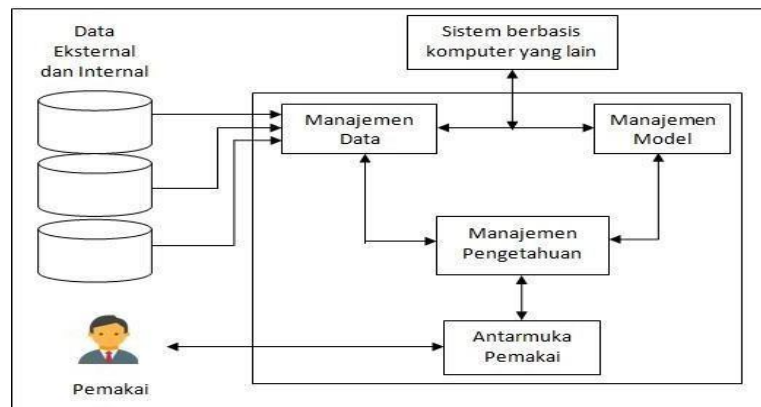 Data
Eksternal
dan Internal
Sistem berbasis
komputer yang lain
Manajemen
Data
Manajemen
Model
Manajemen
Pengetahuan
Antarmuka
Pemakai
Pemakai